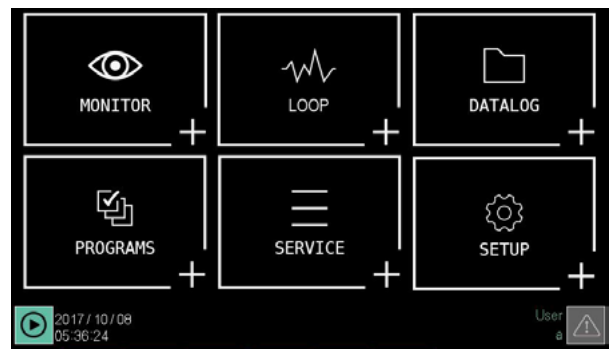 MONITOR
LOOP
DATALOG
PROGRAMS
SERVICE
SETUP
2017/10/08
05:36:24
User
a